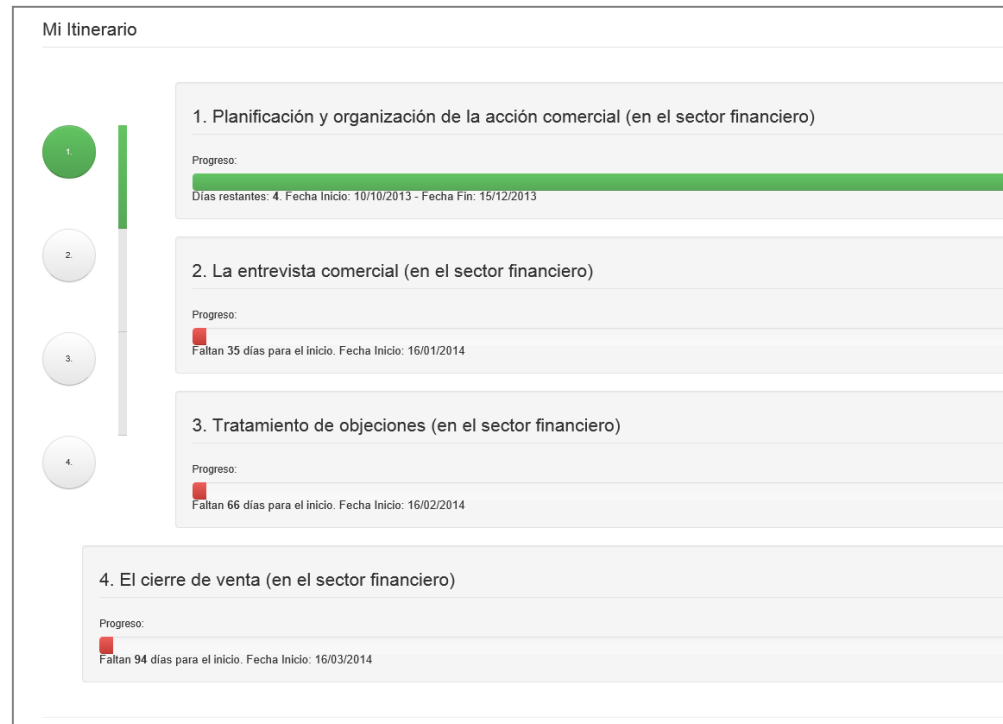 Mi Itinerario
1.
2.
3.
4.
1. Planificación y organización de la acción comercial (en el sector financiero)
Progreso:
Días restantes: 4. Fecha Inicio: 10/10/2013 - Fecha Fin: 15/12/2013
2. La entrevista comercial (en el sector financiero)
Progreso:
Faltan 35 días para el inicio. Fecha Inicio: 16/01/2014
3. Tratamiento de objeciones (en el sector financiero)
Progreso:
Faltan 66 días para el inicio. Fecha Inicio: 16/02/2014
4. El cierre de venta (en el sector financiero)
Progreso:
Faltan 94 días para el inicio. Fecha Inicio: 16/03/2014